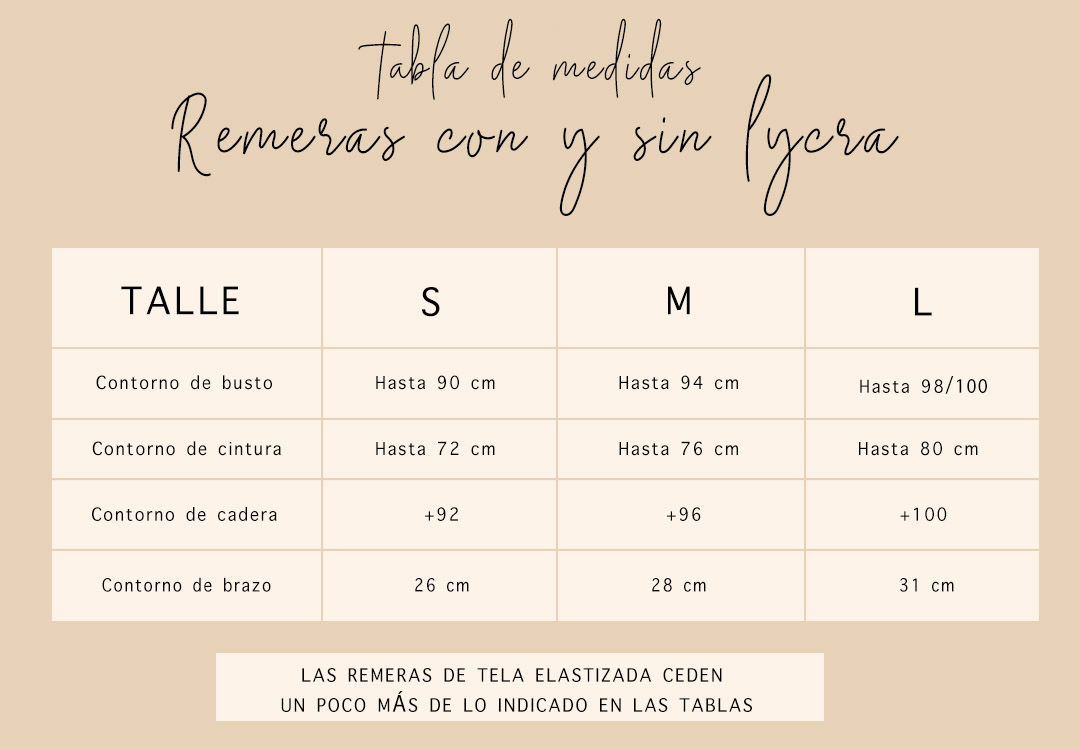 Tabla de medidas
Remeras con y sin lycra
TALLE S M L
Contorno de busto Hasta 90 cm Hasta 94 cm Hasta 98/100
Contorno de cintura Hasta 72 cm Hasta 76 cm Hasta 80 cm
Contorno de cadera +92 +96 +100
Contorno de brazo 26 cm 28 cm 31 cm
LAS REMERAS DE TELA ELASTIZADA CEDEN
UN POCO MÁS DE LO INDICADO EN LAS TABLAS